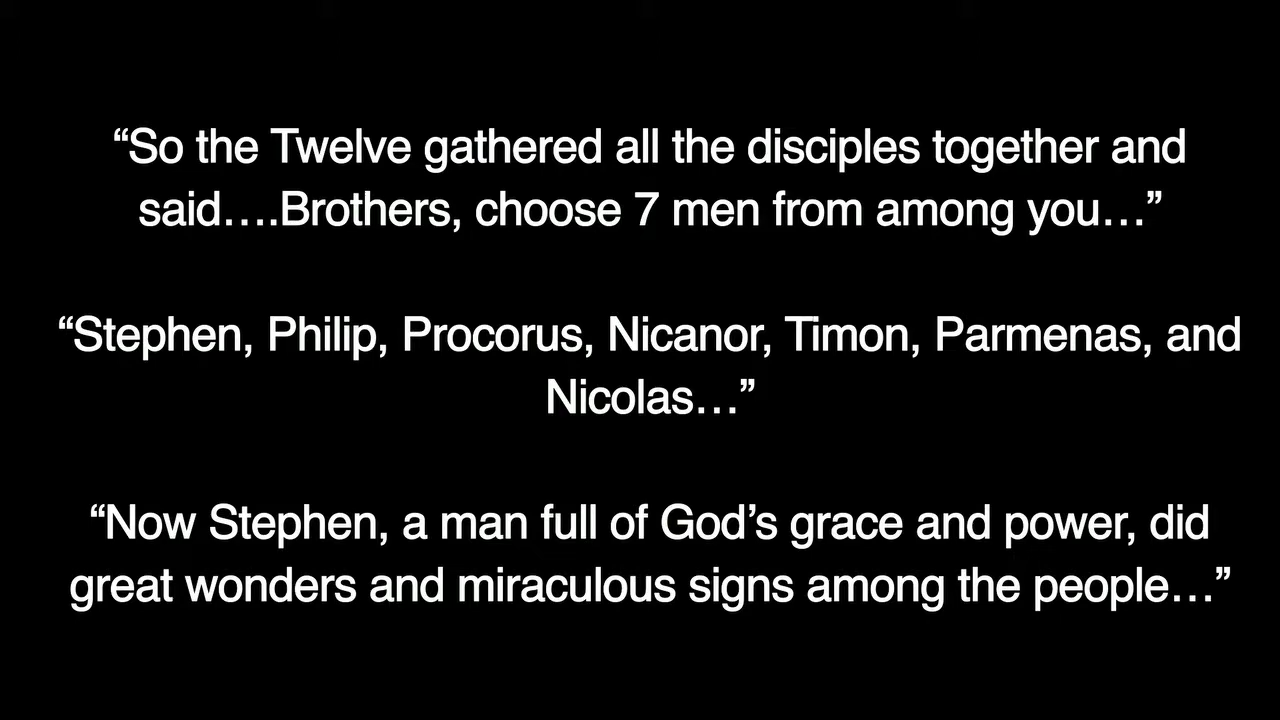 “So the Twelve gathered all the disciples together and
said….Brothers, choose 7 men from among you…”
“Stephen, Philip, Procorus, Nicanor, Timon, Parmenas, and
Nicolas…”
“Now Stephen, a man full of God’s grace and power, did
great wonders and miraculous signs among the people…”